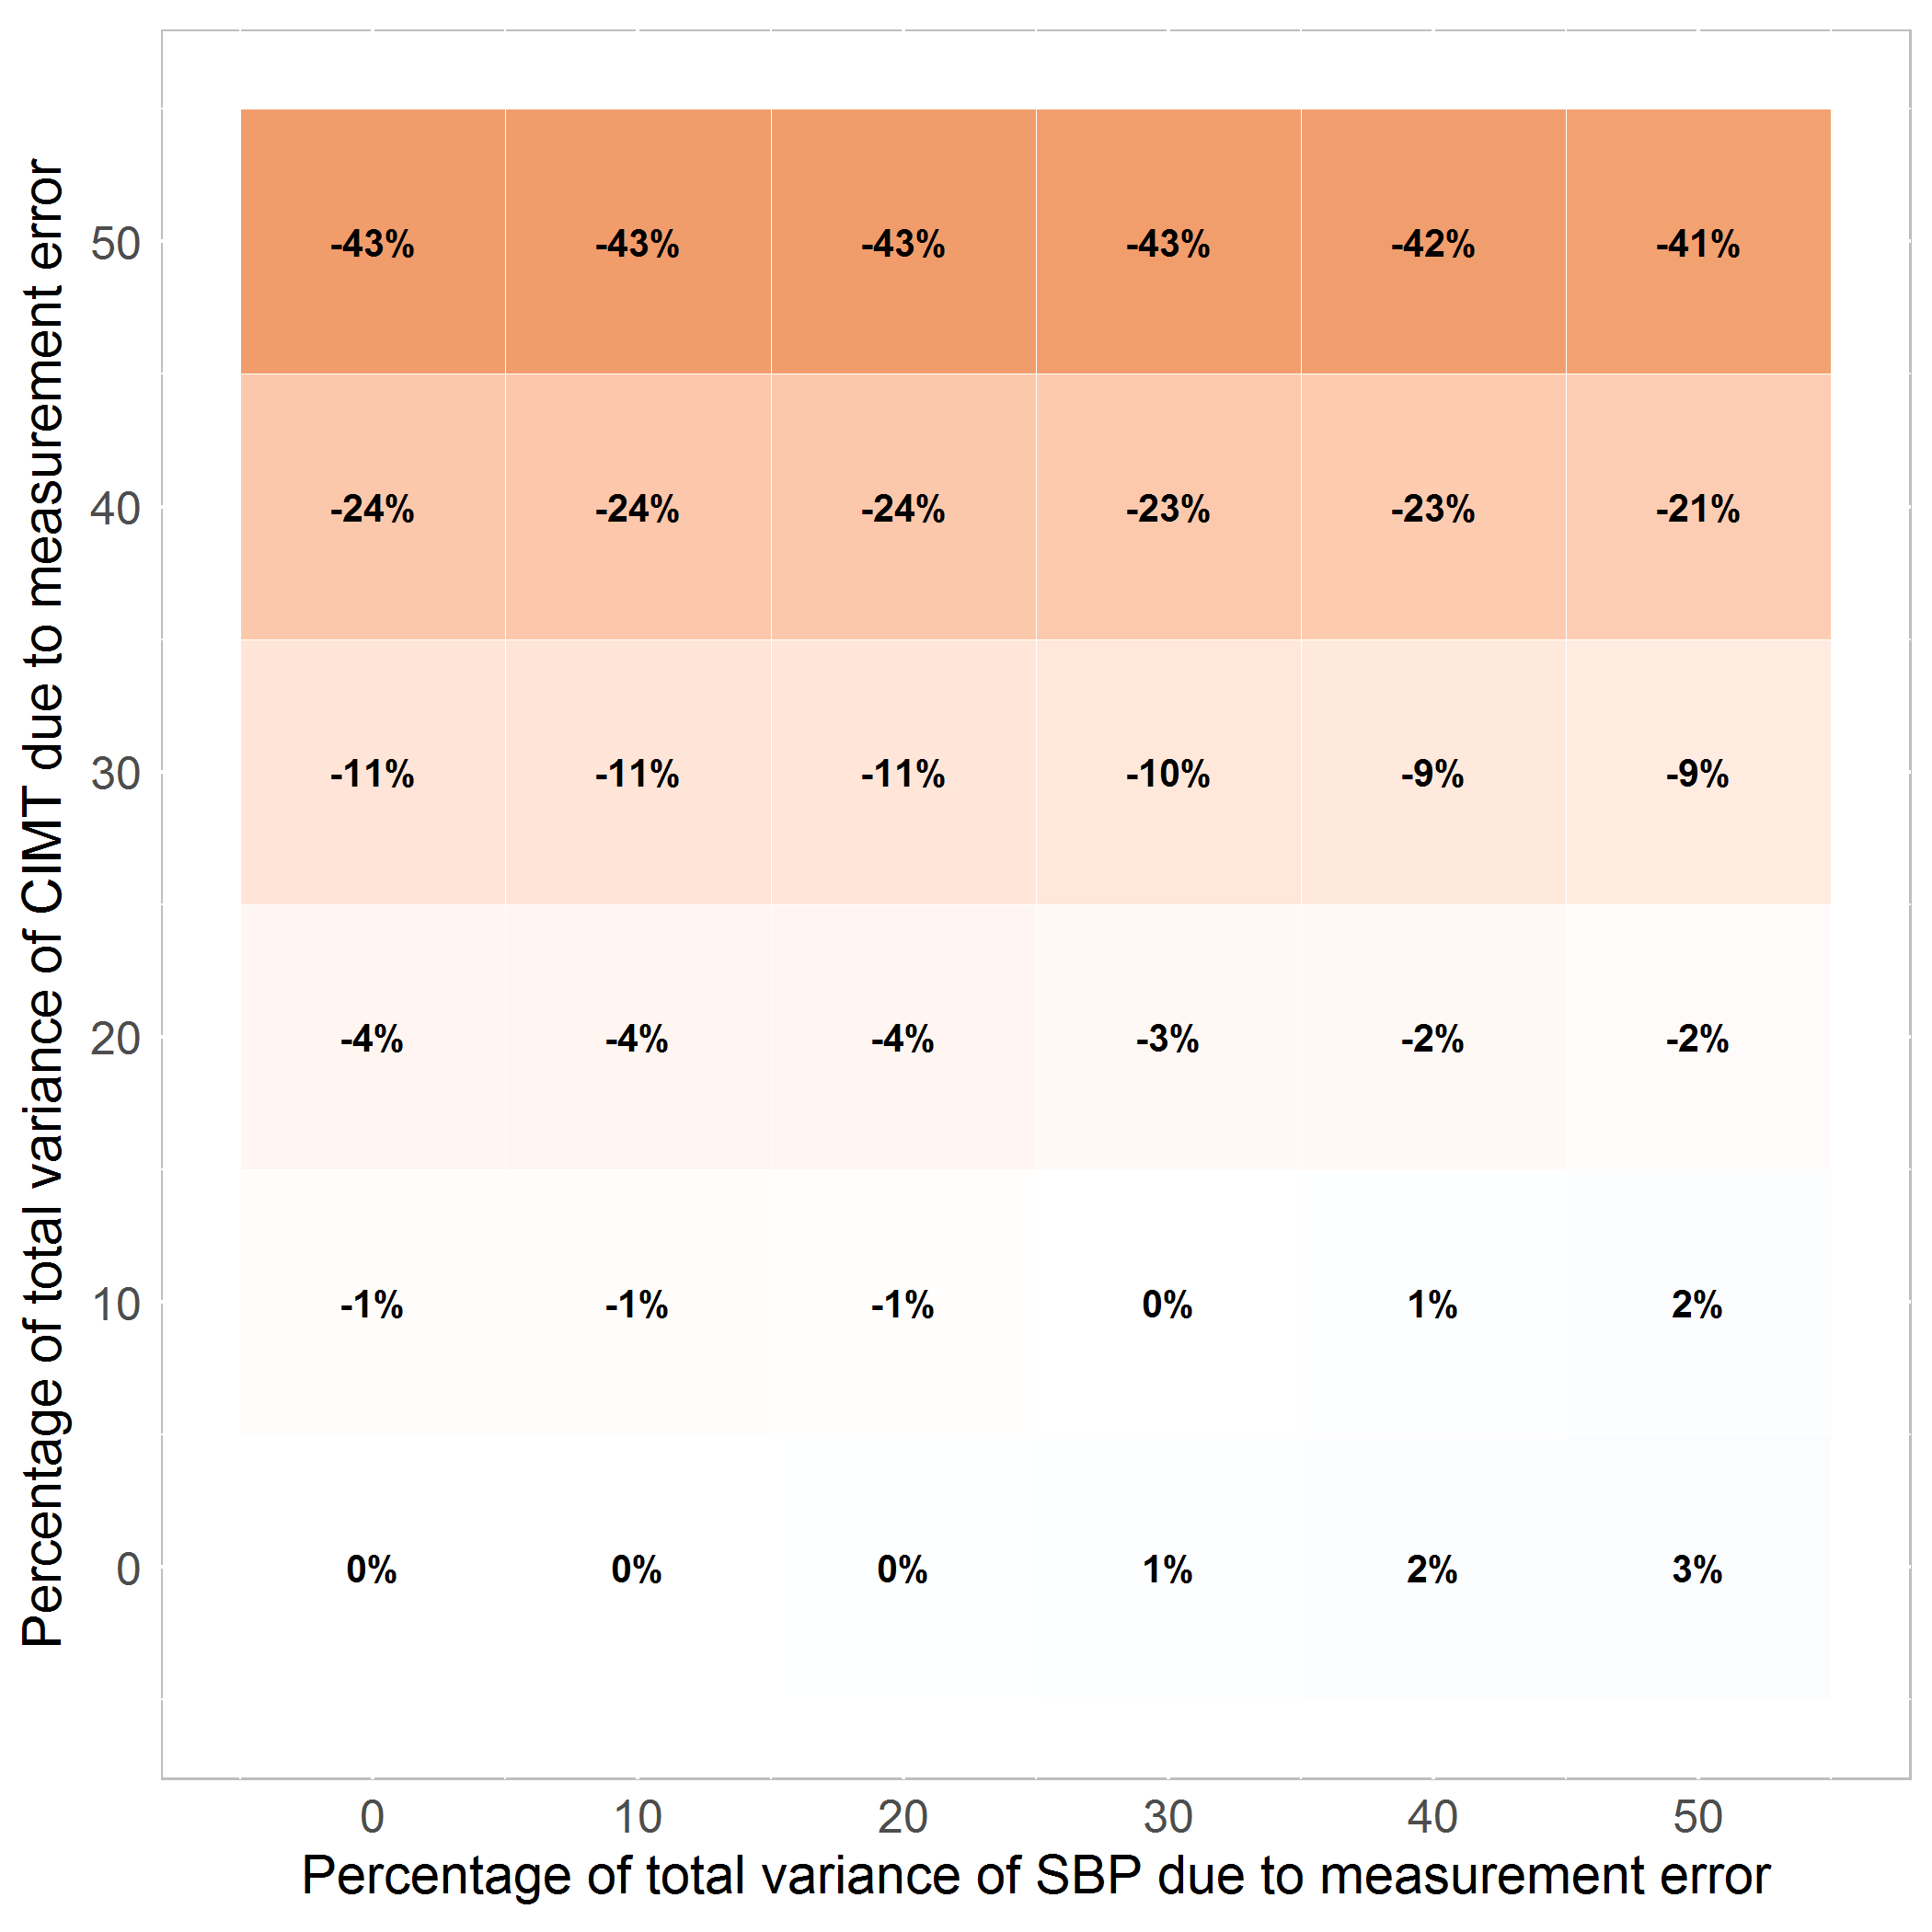 Percentage of total variance of CIMT due to measurement error
50 -43% -43% -43% -43% -42% -41%
40 -24% -24% -24% -23% -23% -21%
30 -11% -11% -11% -10% -9% -9%
20 -4% -4% -4% -3% -2% -2%
10 -1% -1% -1% 0% 1% 2%
0 0% 0% 0% 1% 2% 3%
0 10 20 30 40 50
Percentage of total variance of SBP due to measurement error